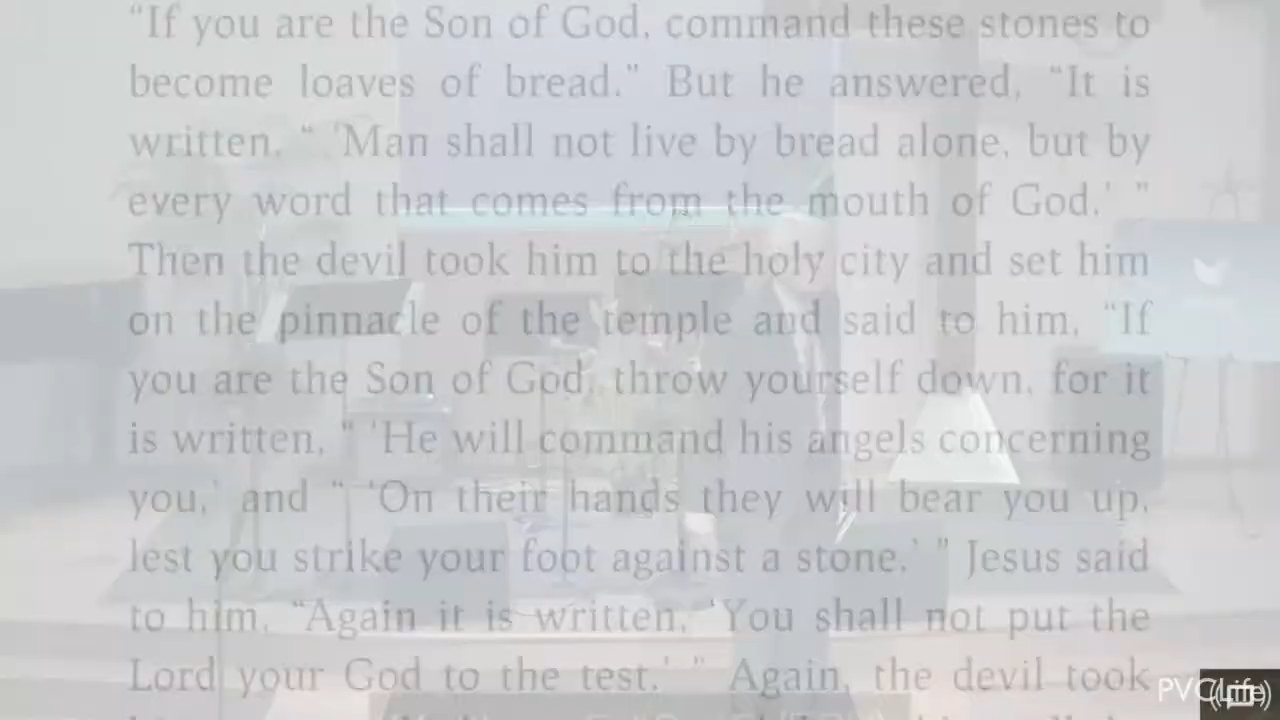 “If you are the Son of God, command these stones to
become loaves of bread.” But he answered, “It is
written, “ ‘Man shall not live by bread alone, but by
every word that comes from the mouth of God.’ ”
Then the devil took him to the holy city and set him
on the pinnacle of the temple and said to him, “If
you are the Son of God, throw yourself down, for it
is written, “ ‘He will command his angels concerning
you,’ and “ ‘On their hands they will bear you up,
lest you strike your foot against a stone.’ ” Jesus said
to him, “Again it is written, ‘You shall not put the
Lord your God to the test.’ ” Again, the devil took
PVCLife